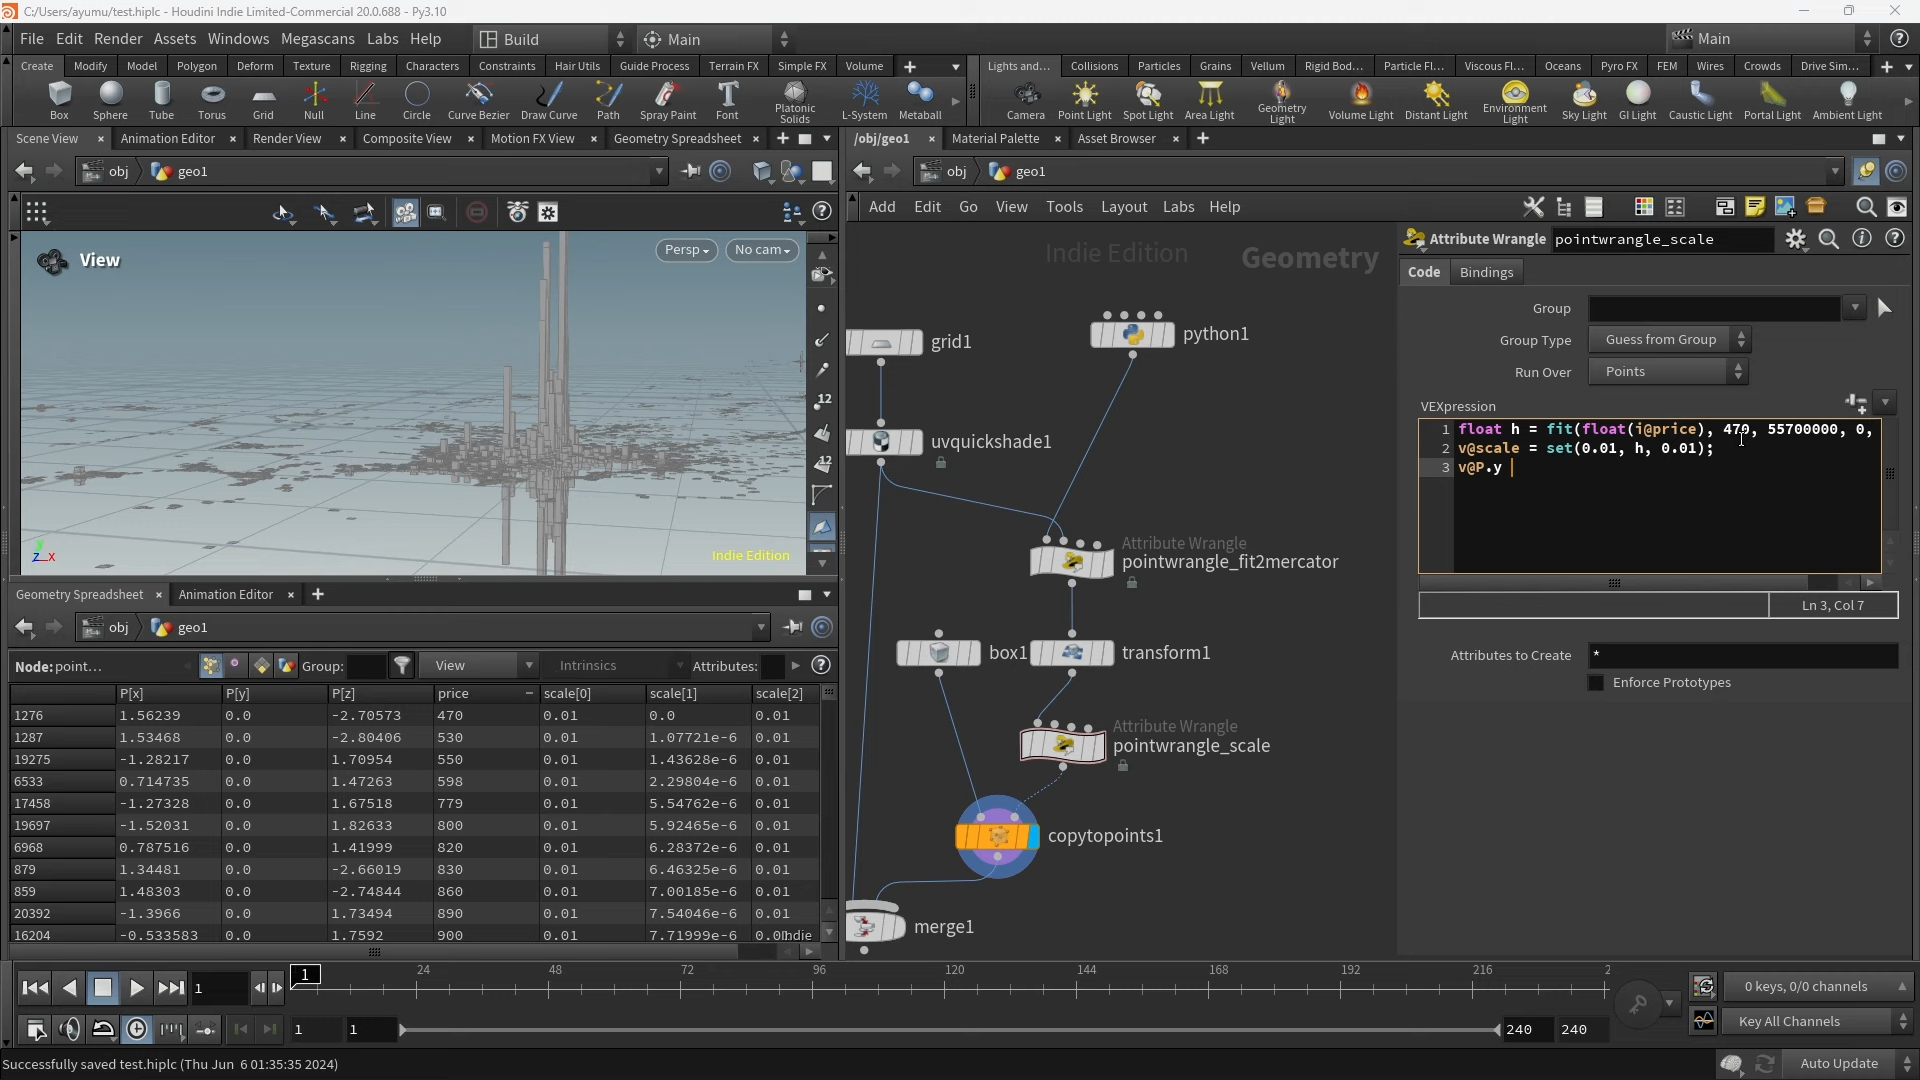 C:/Users/ayumu/test.hiplc - Houdini Indie Limited-Commercial 20.0.688 - Py3.10
File Edit Render Assets Windows Megascans Labs Help Build Main Main
Create Modify Model Polygon Deform Texture Rigging Characters Constraints Hair Utils Guide Process Terrain FX Simple FX Volume
Lights and... Collisions Particles Grains Vellum Rigid Bod... Particle Fl... Viscous Fl... Oceans Pyro FX FEM Wires Crowds Drive Sim...
Box Sphere Tube Torus Grid Null Line Circle Curve Bezier Draw Curve Path Spray Paint Font Platonic Solids L-System Metaball
Camera Point Light Spot Light Area Light Geometry Light Volume Light Distant Light Environment Light Sky Light GI Light Caustic Light Portal Light Ambient Light
Scene View Animation Editor Render View Composite View Motion FX View Geometry Spreadsheet
/obj/geo1 Material Palette Asset Browser
obj geo1
obj geo1
Add Edit Go View Tools Layout Labs Help
View
Persp
No cam
Indie Edition
Indie Edition
Geometry
grid1
python1
uvquickshade1
Attribute Wrangle
pointwrangle_fit2mercator
box1
transform1
Attribute Wrangle
pointwrangle_scale
copytopoints1
merge1
Attribute Wrangle pointwrangle_scale
Code Bindings
Group
Group Type Guess from Group
Run Over Points
VEXpression
1 float h = fit(float(i@price), 470, 55700000, 0,
2 v@scale = set(0.01, h, 0.01);
3 v@P.y
Ln 3, Col 7
Attributes to Create *
Enforce Prototypes
Geometry Spreadsheet Animation Editor
obj geo1
Node: point... Group: View Intrinsics Attributes:
P[x] P[y] P[z] price scale[0] scale[1] scale[2]
1276 1.56239 0.0 -2.70573 470 0.01 0.0 0.01
1287 1.53468 0.0 -2.80406 530 0.01 1.07721e-6 0.01
19275 -1.28217 0.0 1.70954 550 0.01 1.43628e-6 0.01
6533 0.714735 0.0 1.47263 598 0.01 2.29804e-6 0.01
17458 -1.27328 0.0 1.67518 779 0.01 5.54762e-6 0.01
19697 -1.52031 0.0 1.82633 800 0.01 5.92465e-6 0.01
6968 0.787516 0.0 1.41999 820 0.01 6.28372e-6 0.01
879 1.34481 0.0 -2.66019 830 0.01 6.46325e-6 0.01
859 1.48303 0.0 -2.74844 860 0.01 7.00185e-6 0.01
20392 -1.3966 0.0 1.73494 890 0.01 7.54046e-6 0.01
16204 -0.533583 0.0 1.7592 900 0.01 7.71999e-6
1
1 24 48 72 96 120 144 168 192 216 2
0 keys, 0/0 channels
1 1 240 240
Key All Channels
Successfully saved test.hiplc (Thu Jun 6 01:35:35 2024)
Auto Update